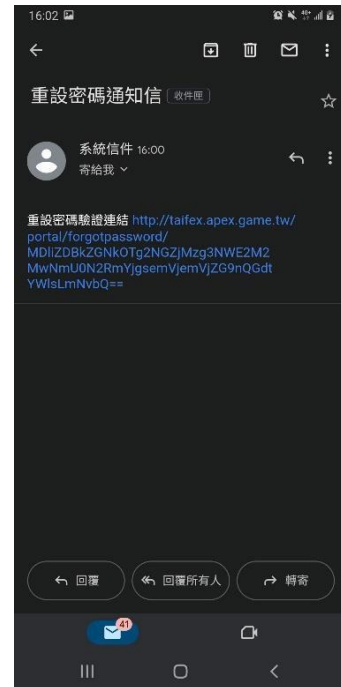 16:02
重設密碼通知信 收件匣
系統信件 16:00
寄給我
重設密碼驗證連結 http://taifex.apex.game.tw/
portal/forgotpassword/
MDliZDBkZGNkOTg2NGZjMzg3NWE2M2
MwNmU0N2RmYjgsemVjemVjZG9nQGdt
YWlsLmNvbQ==
回覆
回覆所有人
轉寄
41